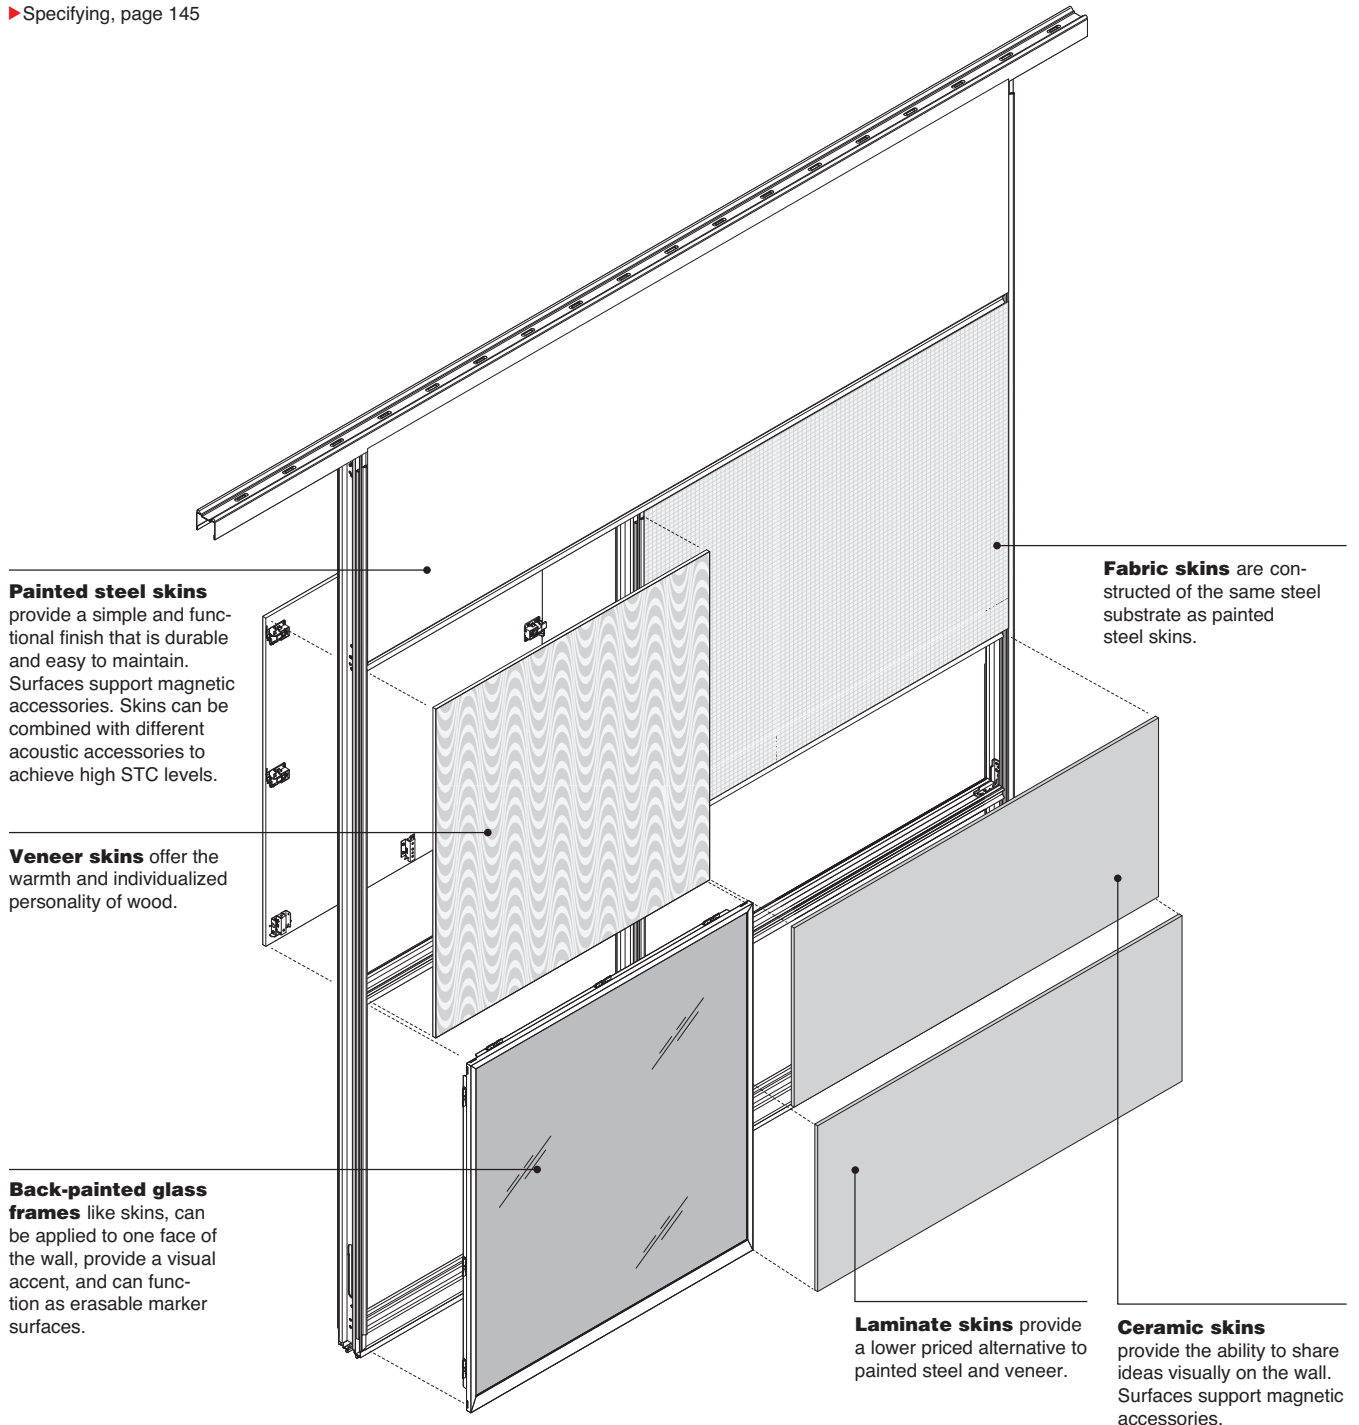 ▶Specifying, page 145
Painted steel skins
provide a simple and func-
tional finish that is durable
and easy to maintain.
Surfaces support magnetic
accessories. Skins can be
combined with different
acoustic accessories to
achieve high STC levels.
Veneer skins offer the
warmth and individualized
personality of wood.
Back-painted glass
frames like skins, can
be applied to one face of
the wall, provide a visual
accent, and can func-
tion as erasable marker
surfaces.
Fabric skins are con-
structed of the same steel
substrate as painted
steel skins.
Laminate skins provide
a lower priced alternative to
painted steel and veneer.
Ceramic skins
provide the ability to share
ideas visually on the wall.
Surfaces support magnetic
accessories.